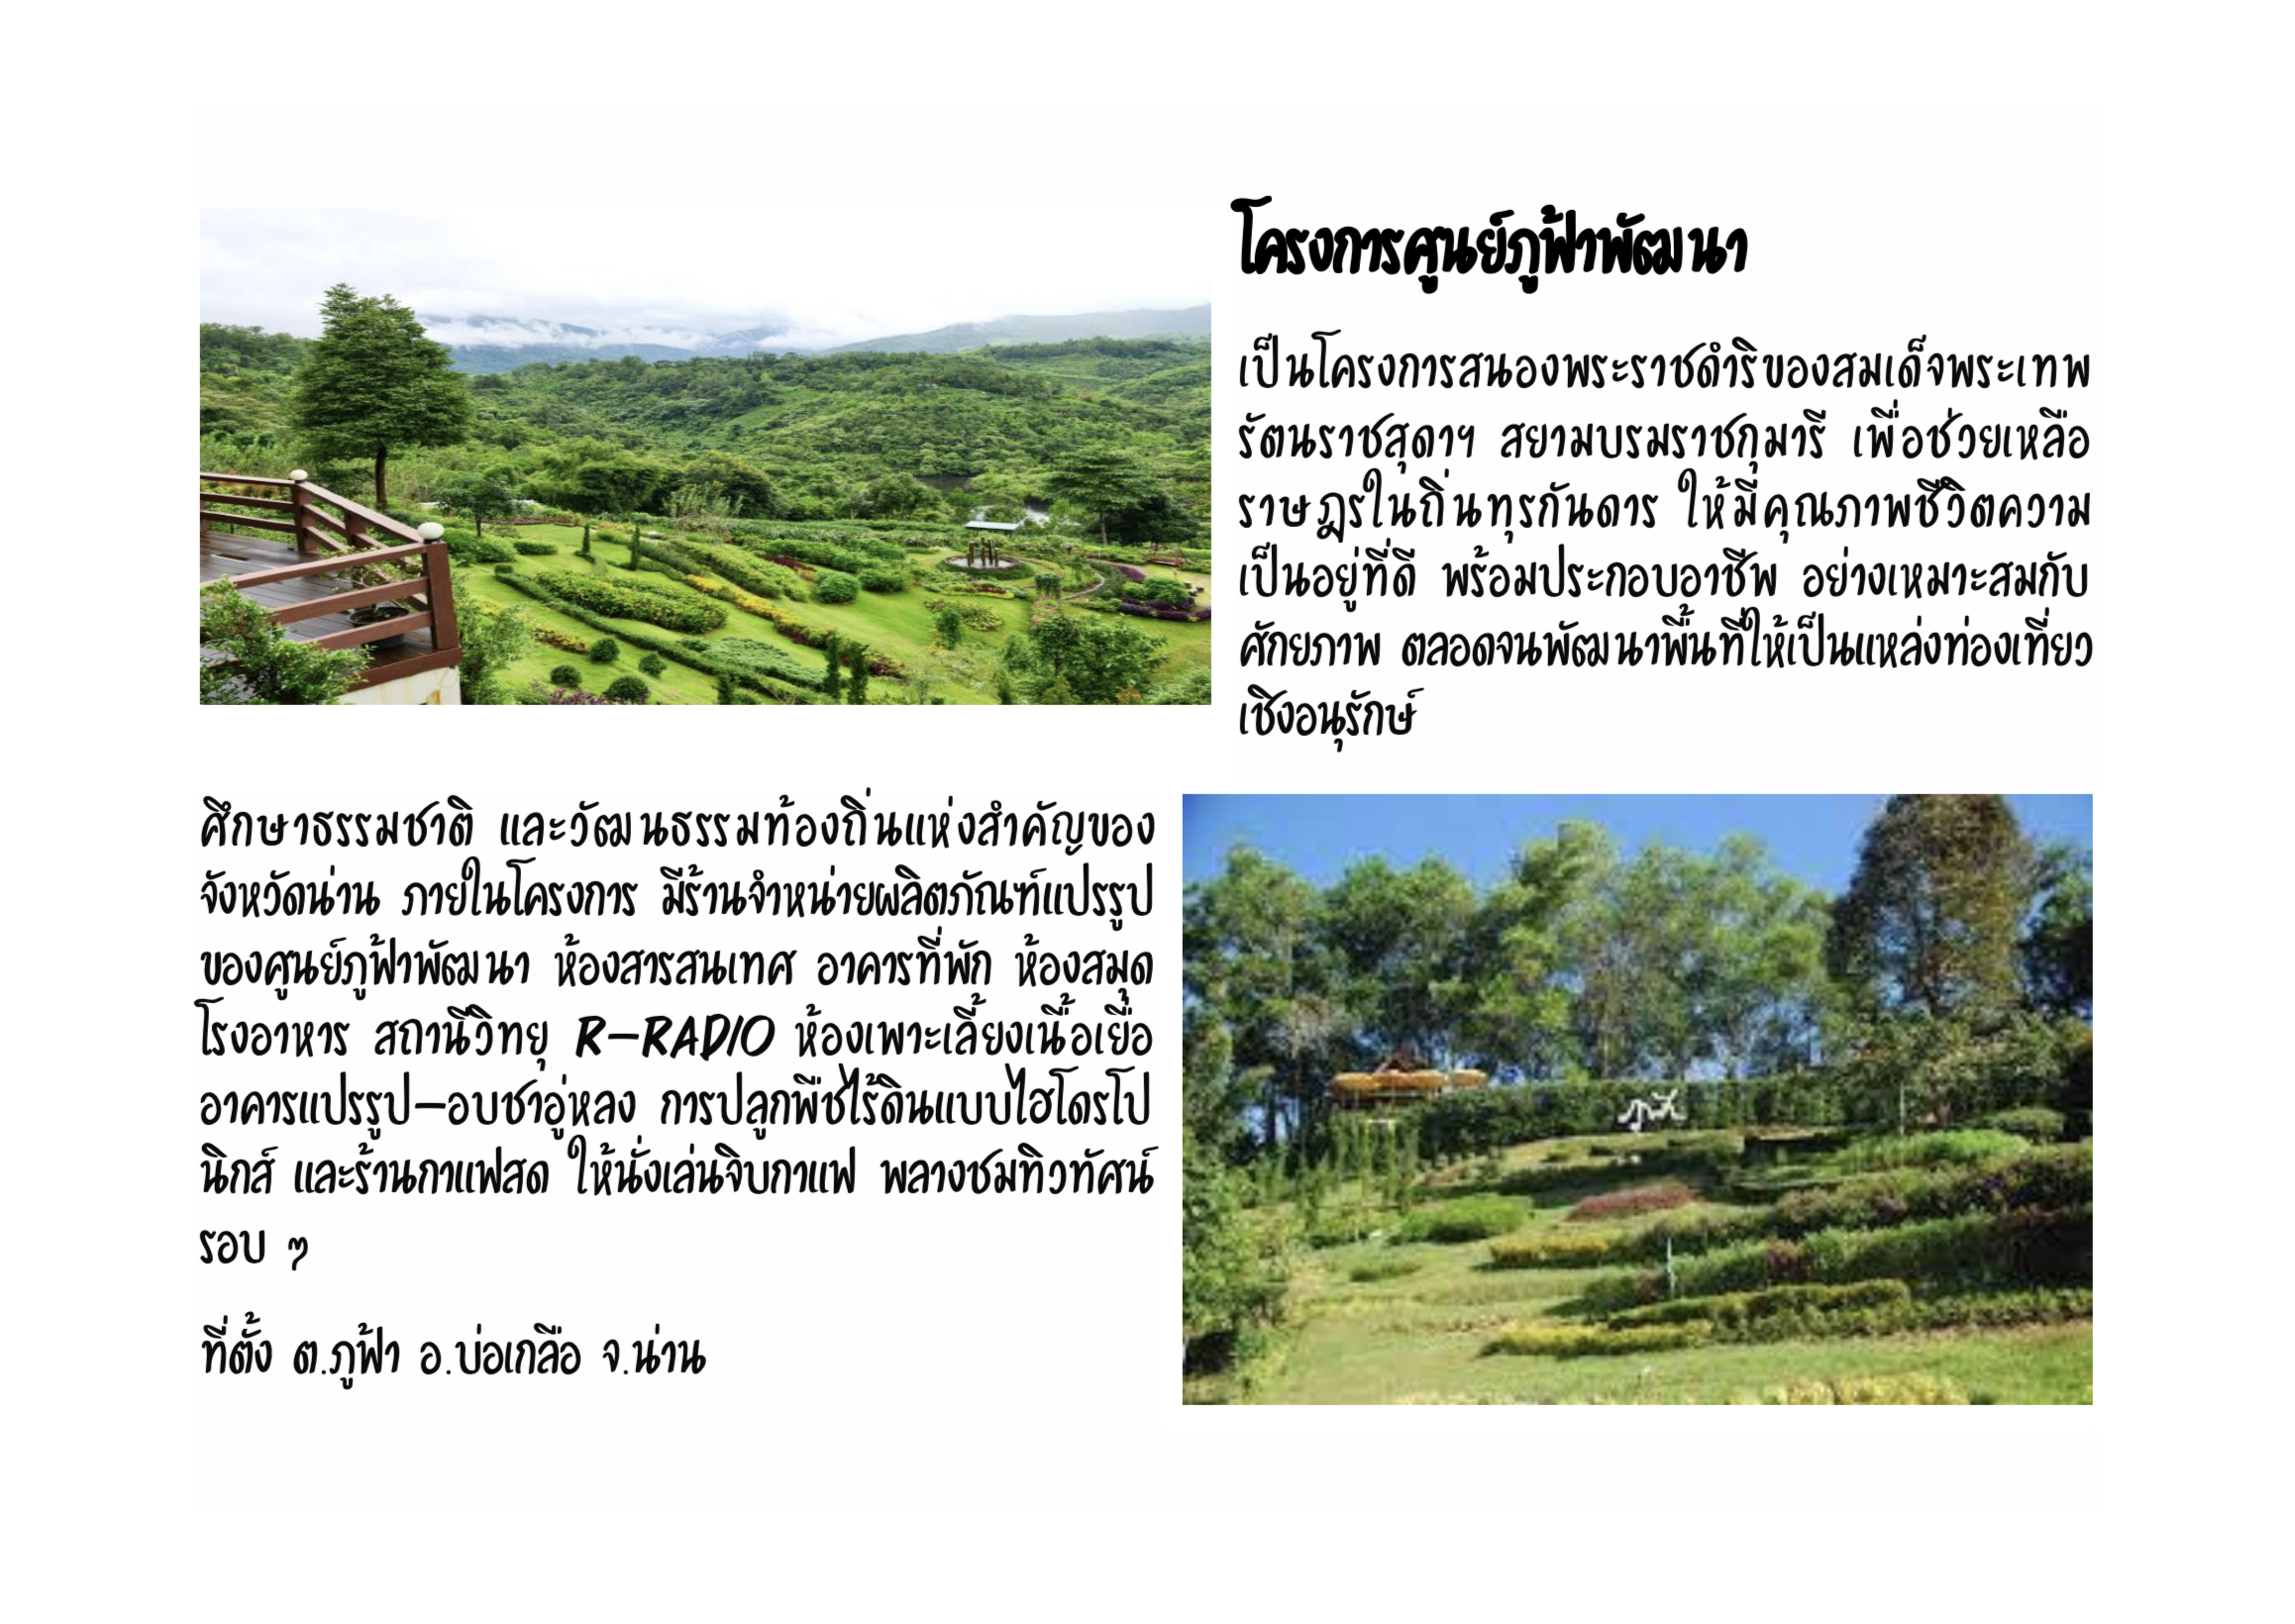 โครงการศูนย์ภูฟ้าพัฒนา
เป็นโครงการสนองพระราชดำริของสมเด็จพระเทพ
รัตนราชสุดาฯ สยามบรมราชกุมารี เพื่อช่วยเหลือ
ราษฎรในถิ่นทุรกันดาร ให้มีคุณภาพชีวิตความ
เป็นอยู่ที่ดี พร้อมประกอบอาชีพ อย่างเหมาะสมกับ
ศักยภาพ ตลอดจนพัฒนาพื้นที่ให้เป็นแหล่งท่องเที่ยว
เชิงอนุรักษ์
ศึกษาธรรมชาติ และวัฒนธรรมท้องถิ่นแห่งสำคัญของ
จังหวัดน่าน ภายในโครงการ มีร้านจำหน่ายผลิตภัณฑ์แปรรูป
ของศูนย์ภูฟ้าพัฒนา ห้องสารสนเทศ อาคารที่พัก ห้องสมุด
โรงอาหาร สถานีวิทยุ R-RADIO ห้องเพาะเลี้ยงเนื้อเยื่อ
อาคารแปรรูป-อบชาอู่หลง การปลูกพืชไร้ดินแบบไฮโดรโป
นิกส์ และร้านกาแฟสด ให้นั่งเล่นจิบกาแฟ พลางชมทิวทัศน์
รอบ ๆ
ที่ตั้ง ต.ภูฟ้า อ.บ่อเกลือ จ.น่าน